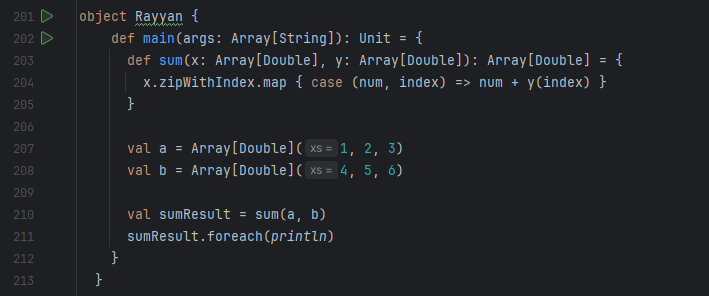 201 object Rayyan {
202     def main(args: Array[String]): Unit = {
203       def sum(x: Array[Double], y: Array[Double]): Array[Double] = {
204         x.zipWithIndex.map { case (num, index) => num + y(index) }
205       }
206
207       val a = Array[Double]( xs = 1, 2, 3)
208       val b = Array[Double]( xs = 4, 5, 6)
209
210       val sumResult = sum(a, b)
211       sumResult.foreach(println)
212     }
213   }